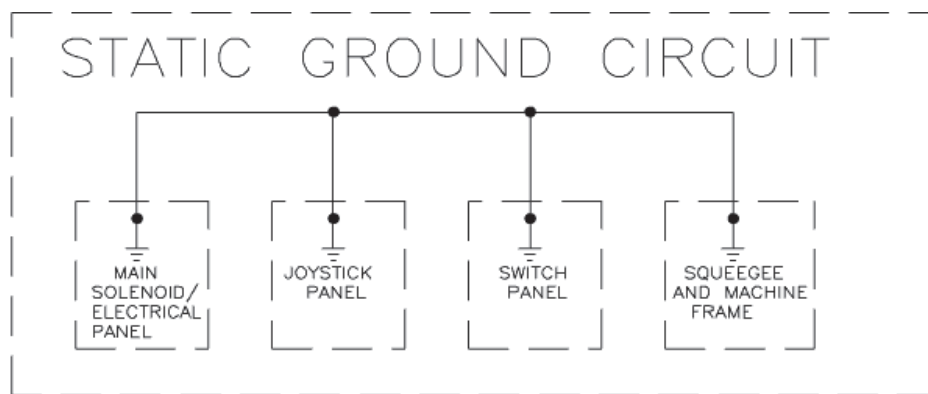 STATIC GROUND CIRCUIT
MAIN
SOLENOID/
ELECTRICAL
PANEL
JOYSTICK
PANEL
SWITCH
PANEL
SQUEEGEE
AND MACHINE
FRAME